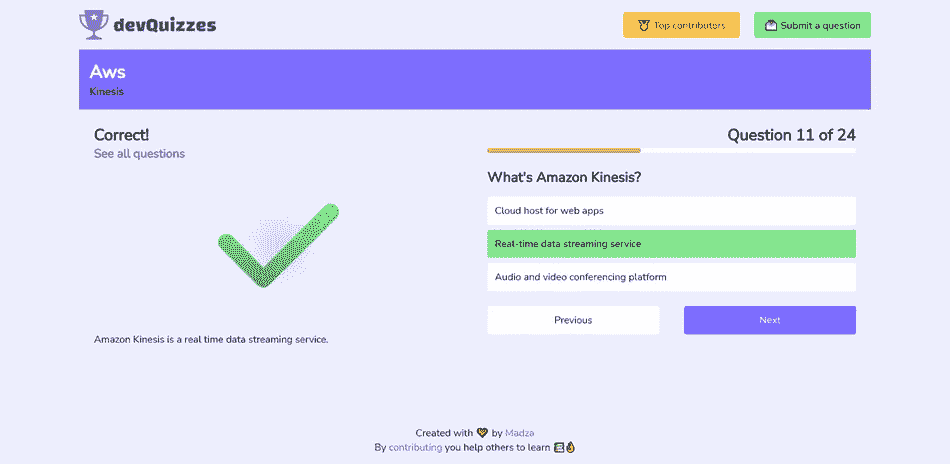 devQuizzes
Top contributors
Submit a question
Aws
Kinesis
Correct!
See all questions
Amazon Kinesis is a real time data streaming service.
Question 11 of 24
What's Amazon Kinesis?
Cloud host for web apps
Real-time data streaming service
Audio and video conferencing platform
Previous
Next
Created with by Madza
By contributing you help others to learn